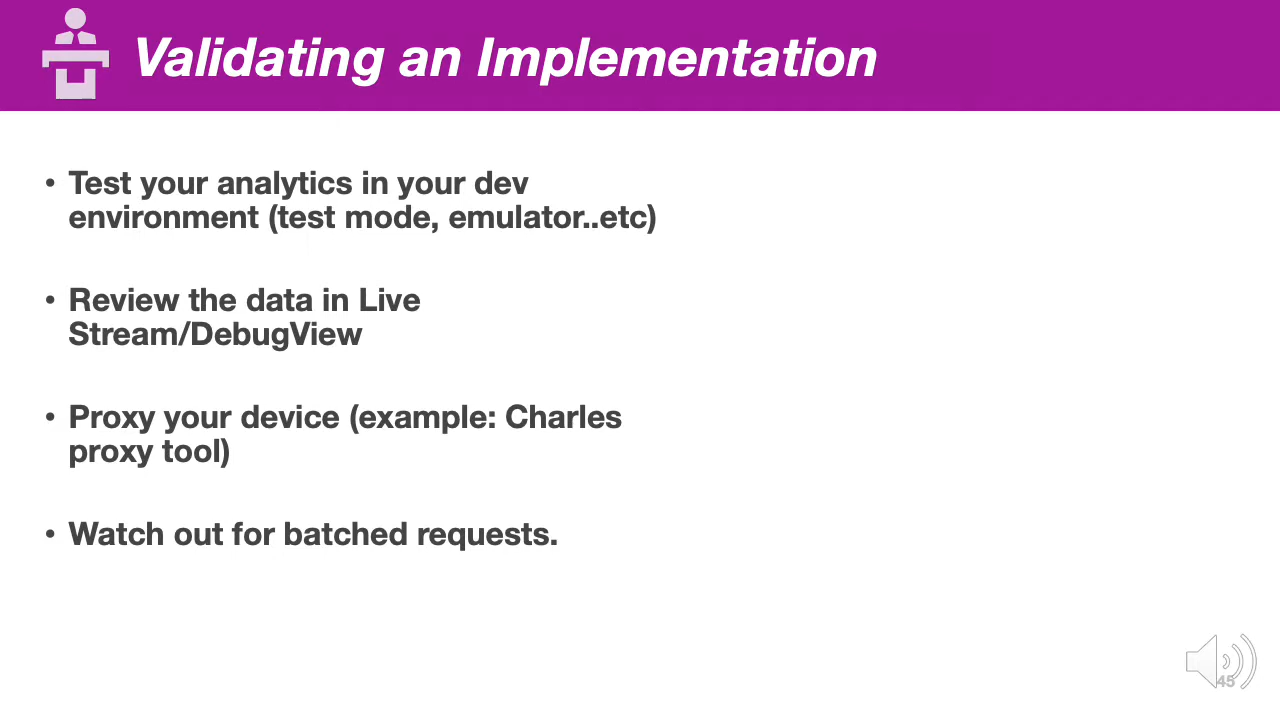 Validating an Implementation
• Test your analytics in your dev
environment (test mode, emulator..etc)
• Review the data in Live
Stream/DebugView
• Proxy your device (example: Charles
proxy tool)
• Watch out for batched requests.
45